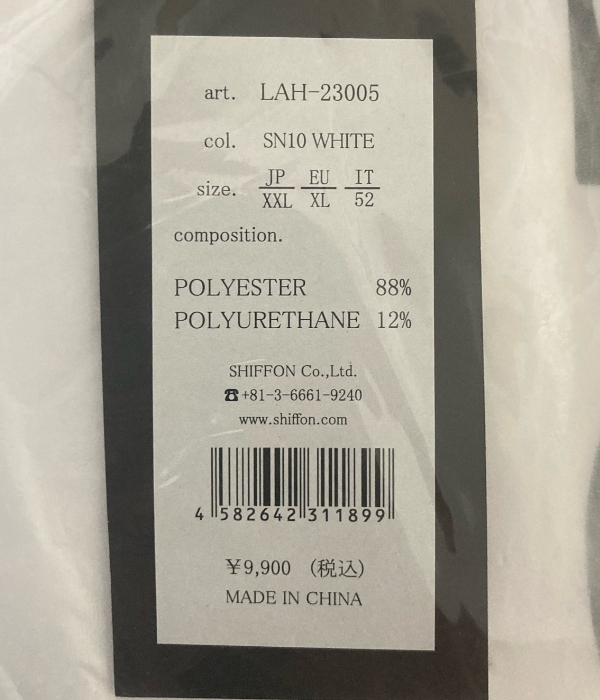 art. LAH-23005
col. SN10 WHITE
size. JP EU IT
XXL XL 52
composition.
POLYESTER 88%
POLYURETHANE 12%
SHIFFON Co.,Ltd.
☎+81-3-6661-9240
www.shiffon.com
4 582642 311899
¥9,900 (税込)
MADE IN CHINA